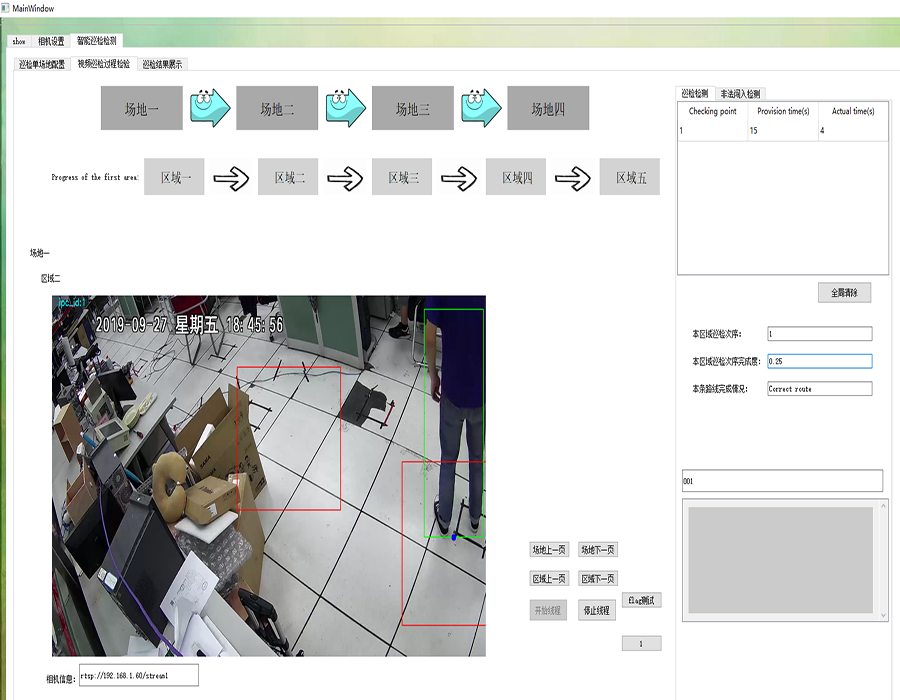 MainWindow
show 相机设置 智能巡检检测
巡检单场地配置 视频巡检过程检验 巡检结果展示
场地一 场地二 场地三 场地四
巡检检测 非法闯入检测
Checking point Provision time(s) Actual time(s)
1 15 4
Progress of the first area: 区域一 区域二 区域三 区域四 区域五
场地一
区域二
全局清除
ipc_id:1
2019-09-27 星期五 18:45:56
本区域巡检次序: 1
本区域巡检次序完成度: 0.25
本条路线完成情况: Correct route
001
场地上一页 场地下一页
区域上一页 区域下一页
开始线程 停止线程 flag测试
1
相机信息: rtsp://192.168.1.60/stream1